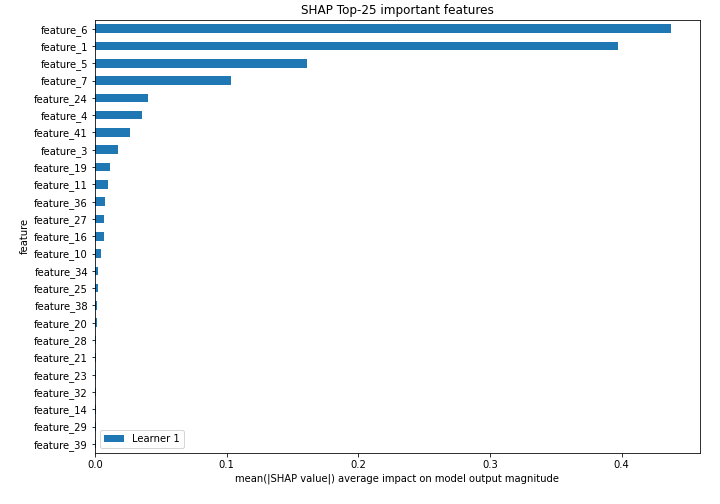 SHAP Top-25 important features
feature_6
feature_1
feature_5
feature_7
feature_24
feature_4
feature_41
feature_3
feature_19
feature_11
feature_36
feature_27
feature_16
feature_10
feature_34
feature_25
feature_38
feature_20
feature_28
feature_21
feature_23
feature_32
feature_14
feature_29
feature_39
feature
Learner 1
0.0 0.1 0.2 0.3 0.4
mean(|SHAP value|) average impact on model output magnitude